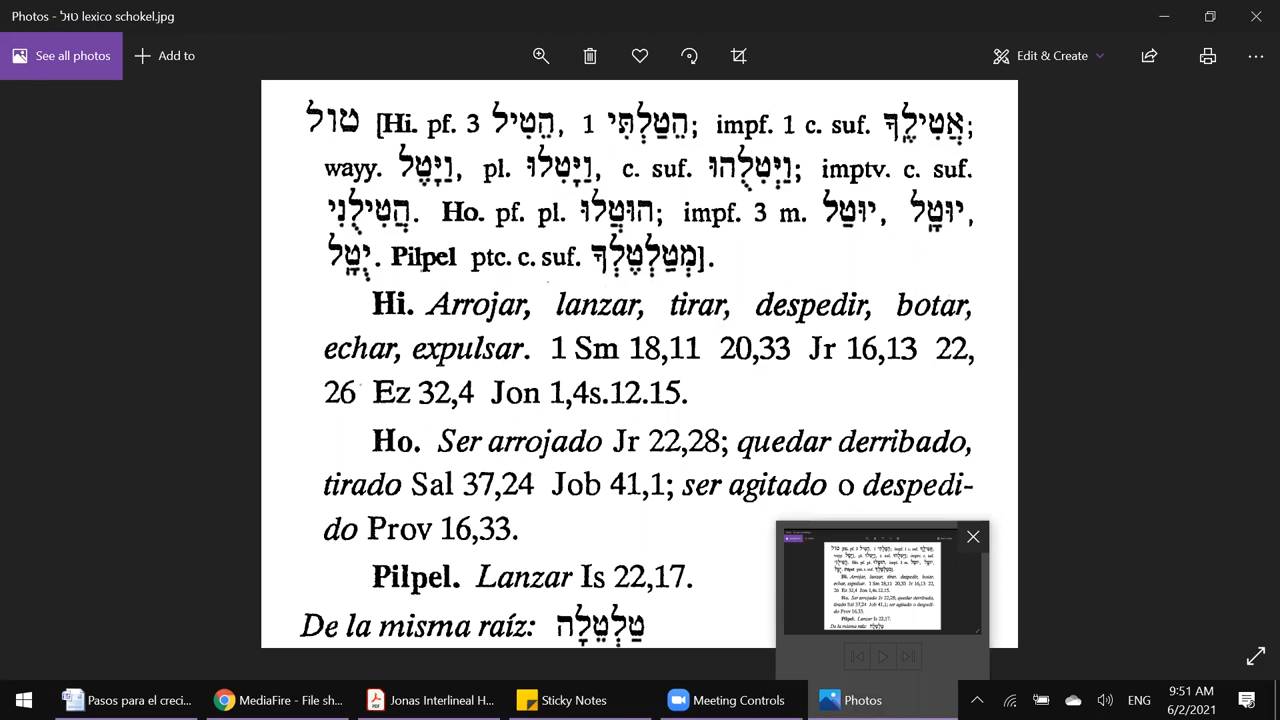 Photos - טול lexico schokel.jpg
See all photos
Add to
Edit & Create
טול [Hi. pf. 3 הֵטִיל, 1 הֵטַלְתִּי; impf. 1 c. suf. אֲטִילֶךָ;
wayy. וַיָּטֶל, pl. וַיָּטִלוּ, c. suf. וַיְטִלֻהוּ; imptv. c. suf.
הֲטִילֻנִי. Ho. pf. pl. הוּטֲלוּ; impf. 3 m. יוּטַל, יוּטָל,
יֻטָל. Pilpel ptc. c. suf. מְטַלְטֶלְךָ].
Hi. Arrojar, lanzar, tirar, despedir, botar,
echar, expulsar. 1 Sm 18,11 20,33 Jr 16,13 22,
26 Ez 32,4 Jon 1,4s.12.15.
Ho. Ser arrojado Jr 22,28; quedar derribado,
tirado Sal 37,24 Job 41,1; ser agitado o despedi-
do Prov 16,33.
Pilpel. Lanzar Is 22,17.
De la misma raíz: טַלְטֵלָה
Pasos para el creci...
MediaFire - File sh...
Jonas Interlineal H...
Sticky Notes
Meeting Controls
Photos
ENG
9:51 AM
6/2/2021